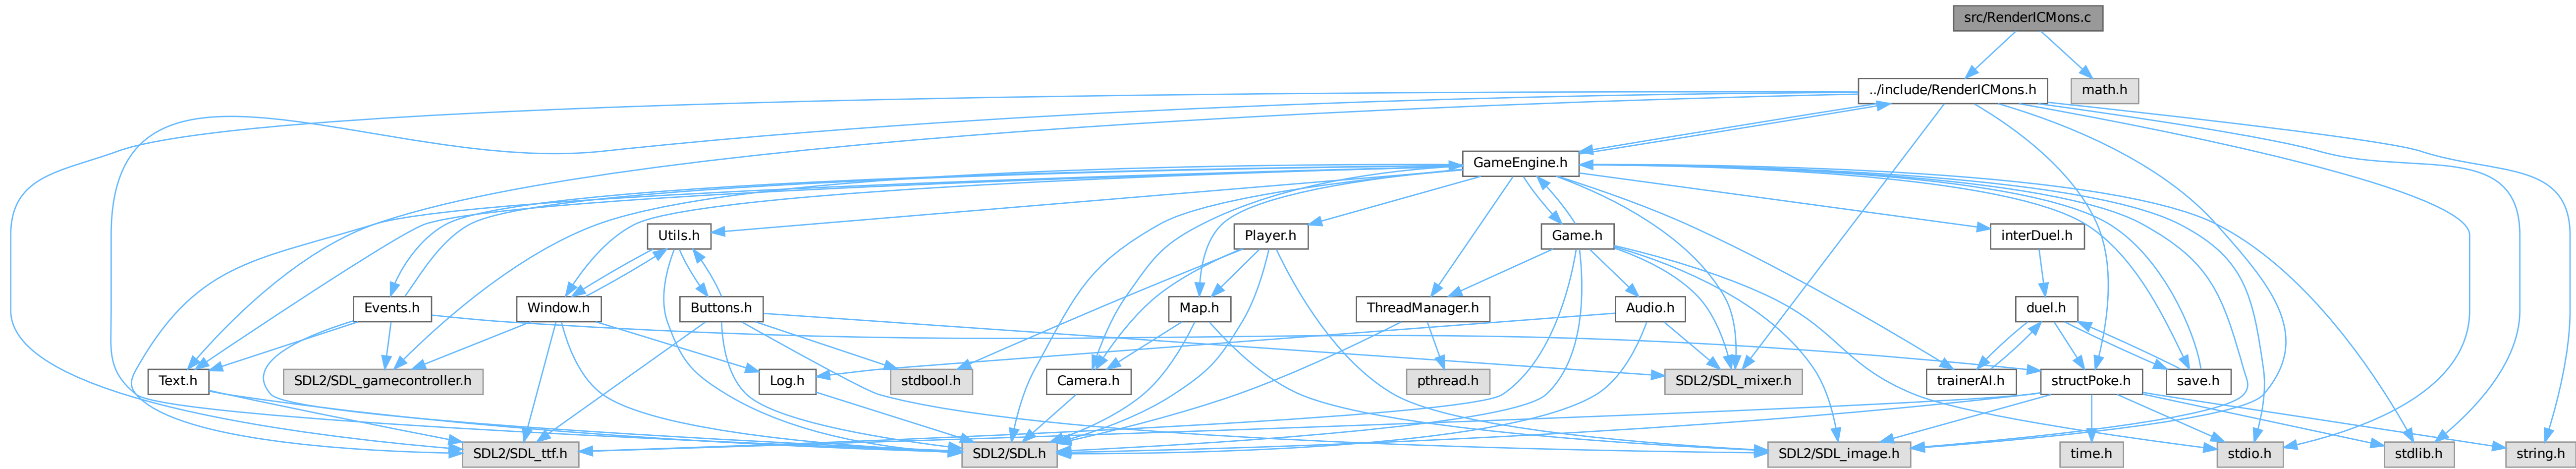 src/RenderICMons.c
../include/RenderICMons.h
math.h
GameEngine.h
Utils.h
Player.h
Game.h
interDuel.h
Events.h
Window.h
Buttons.h
Map.h
ThreadManager.h
Audio.h
duel.h
Text.h
SDL2/SDL_gamecontroller.h
Log.h
stdbool.h
Camera.h
pthread.h
SDL2/SDL_mixer.h
trainerAI.h
structPoke.h
save.h
SDL2/SDL_ttf.h
SDL2/SDL.h
SDL2/SDL_image.h
time.h
stdio.h
stdlib.h
string.h